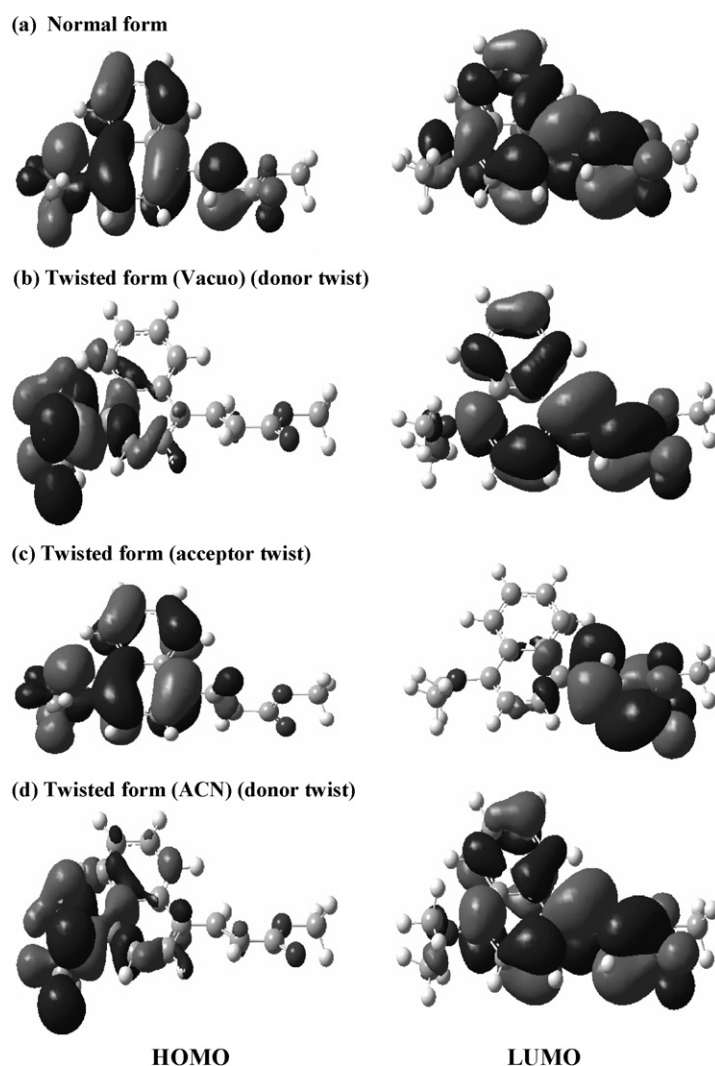 (a) Normal form
(b) Twisted form (Vacuo) (donor twist)
(c) Twisted form (acceptor twist)
(d) Twisted form (ACN) (donor twist)
HOMO LUMO